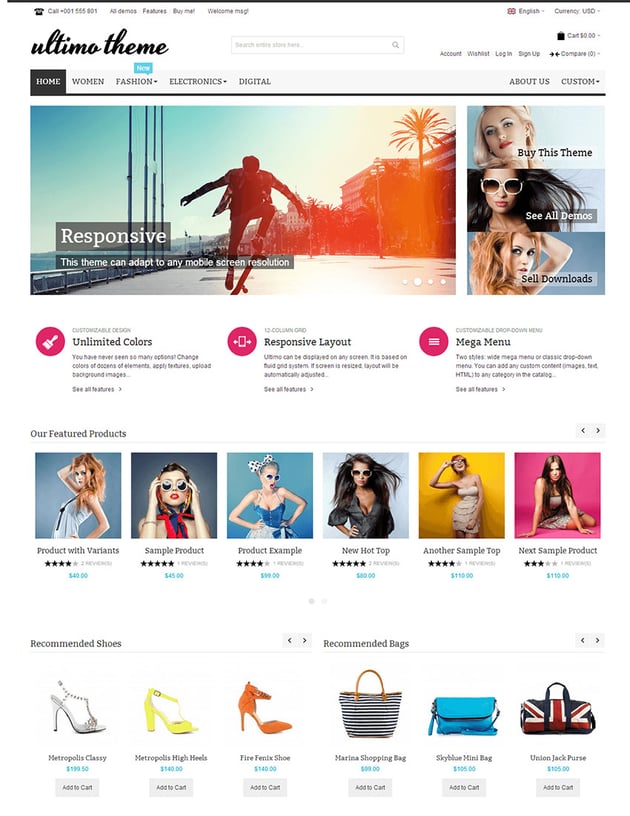 Call +001 555 801 All demos Features Buy me! Welcome msg! English Currency: USD
ultimo theme
Search entire store here...
Cart $0.00
Account Wishlist Log In Sign Up Compare (0)
New
HOME WOMEN FASHION ELECTRONICS DIGITAL ABOUT US CUSTOM
Responsive
This theme can adapt to any mobile screen resolution
Buy This Theme
See All Demos
Sell Downloads
CUSTOMIZABLE DESIGN
Unlimited Colors
You have never seen so many options! Change
colors of dozens of elements, apply textures, upload
background images...
See all features
12-COLUMN GRID
Responsive Layout
Ultimo can be displayed on any screen. It is based on
fluid grid system. If screen is resized, layout will be
automatically adjusted...
See all features
CUSTOMIZABLE DROP-DOWN MENU
Mega Menu
Two styles: wide mega menu or classic drop-down
menu. You can add any custom content (images, text,
HTML) to any category in the catalog...
See all features
Our Featured Products
Product with Variants
2 REVIEW(S)
$40.00
Sample Product
1 REVIEW(S)
$45.00
Product Example
1 REVIEW(S)
$99.00
New Hot Top
2 REVIEW(S)
$80.00
Another Sample Top
1 REVIEW(S)
$110.00
Next Sample Product
1 REVIEW(S)
$110.00
Recommended Shoes
Metropolis Classy
$199.50
Add to Cart
Metropolis High Heels
$140.00
Add to Cart
Fire Fenix Shoe
$140.00
Add to Cart
Recommended Bags
Marina Shopping Bag
$99.00
Add to Cart
Skyblue Mini Bag
$105.00
Add to Cart
Union Jack Purse
$105.00
Add to Cart